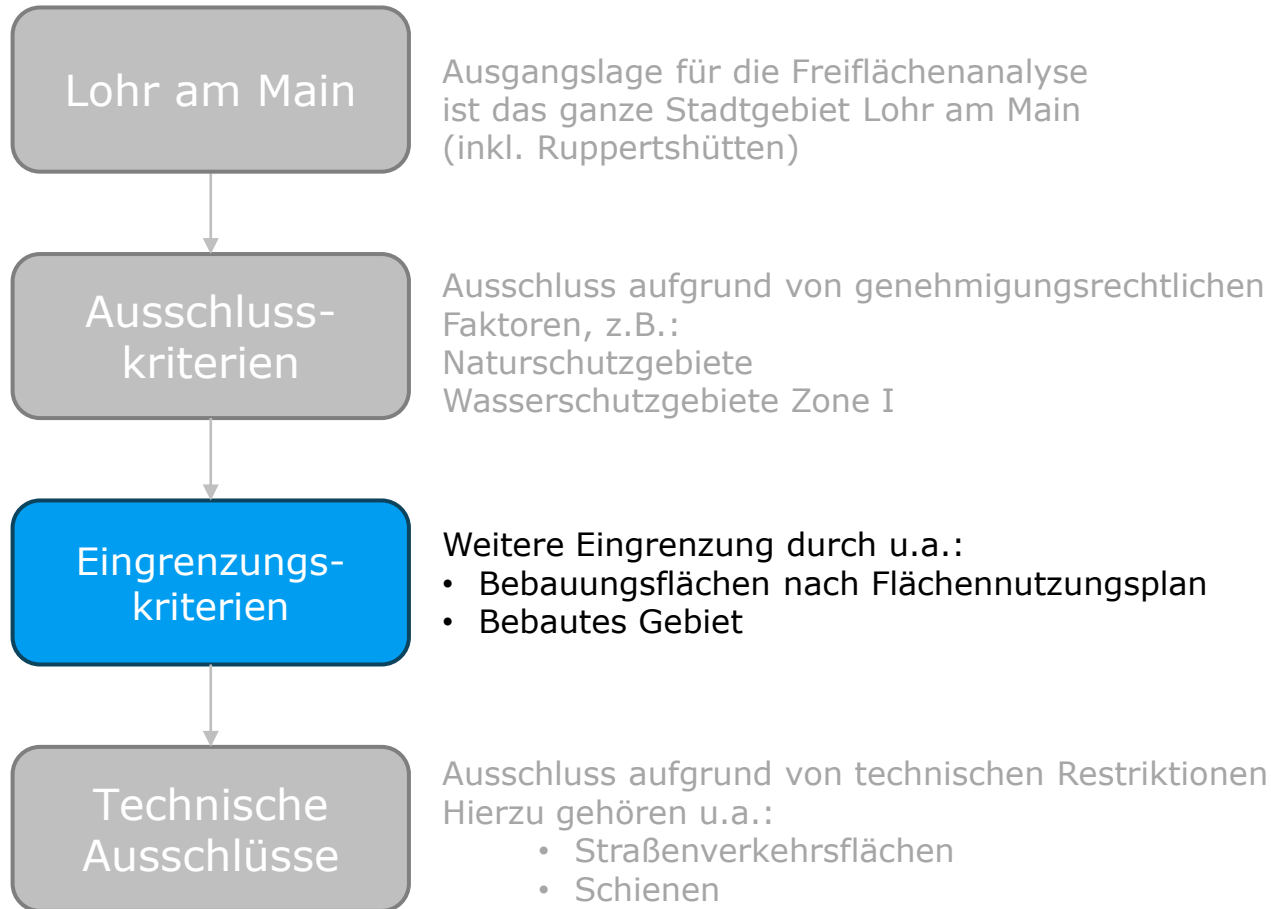 Lohr am Main
Ausgangslage für die Freiflächenanalyse
ist das ganze Stadtgebiet Lohr am Main
(inkl. Ruppertshütten)
Ausschluss-
kriterien
Ausschluss aufgrund von genehmigungsrechtlichen
Faktoren, z.B.:
Naturschutzgebiete
Wasserschutzgebiete Zone I
Eingrenzungs-
kriterien
Weitere Eingrenzung durch u.a.:
• Bebauungsflächen nach Flächennutzungsplan
• Bebautes Gebiet
Technische
Ausschlüsse
Ausschluss aufgrund von technischen Restriktionen
Hierzu gehören u.a.:
• Straßenverkehrsflächen
• Schienen